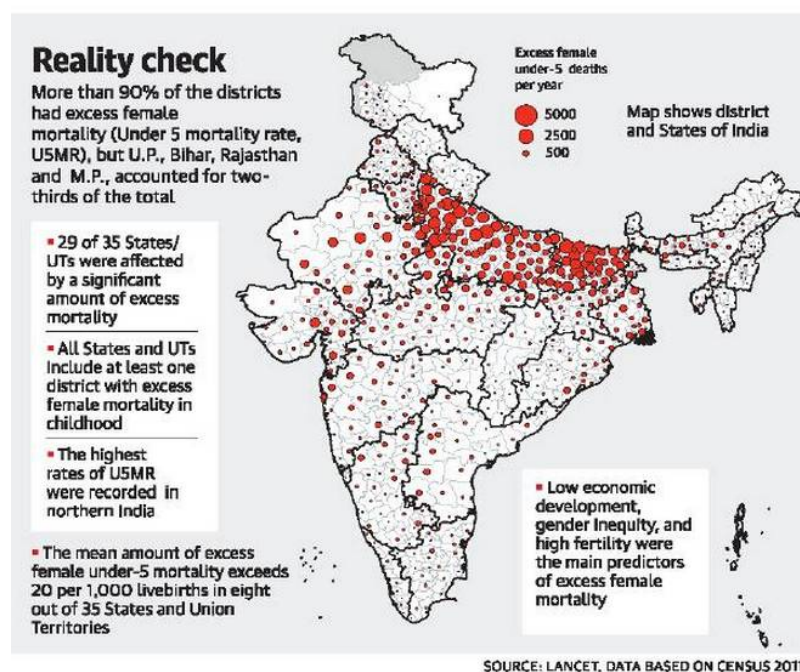 Reality check
More than 90% of the districts
had excess female
mortality (Under 5 mortality rate,
U5MR), but U.P., Bihar, Rajasthan
and M.P., accounted for two-
thirds of the total
29 of 35 States/
UTs were affected
by a significant
amount of excess
mortality
All States and UTs
include at least one
district with excess
female mortality in
childhood
The highest
rates of U5MR
were recorded in
northern India
The mean amount of excess
female under-5 mortality exceeds
20 per 1,000 livebirths in eight
out of 35 States and Union
Territories
Excess female
under-5 deaths
per year
5000
2500
500
Map shows district
and States of India
Low economic
development,
gender inequity, and
high fertility were
the main predictors
of excess female
mortality
SOURCE: LANCET, DATA BASED ON CENSUS 2011